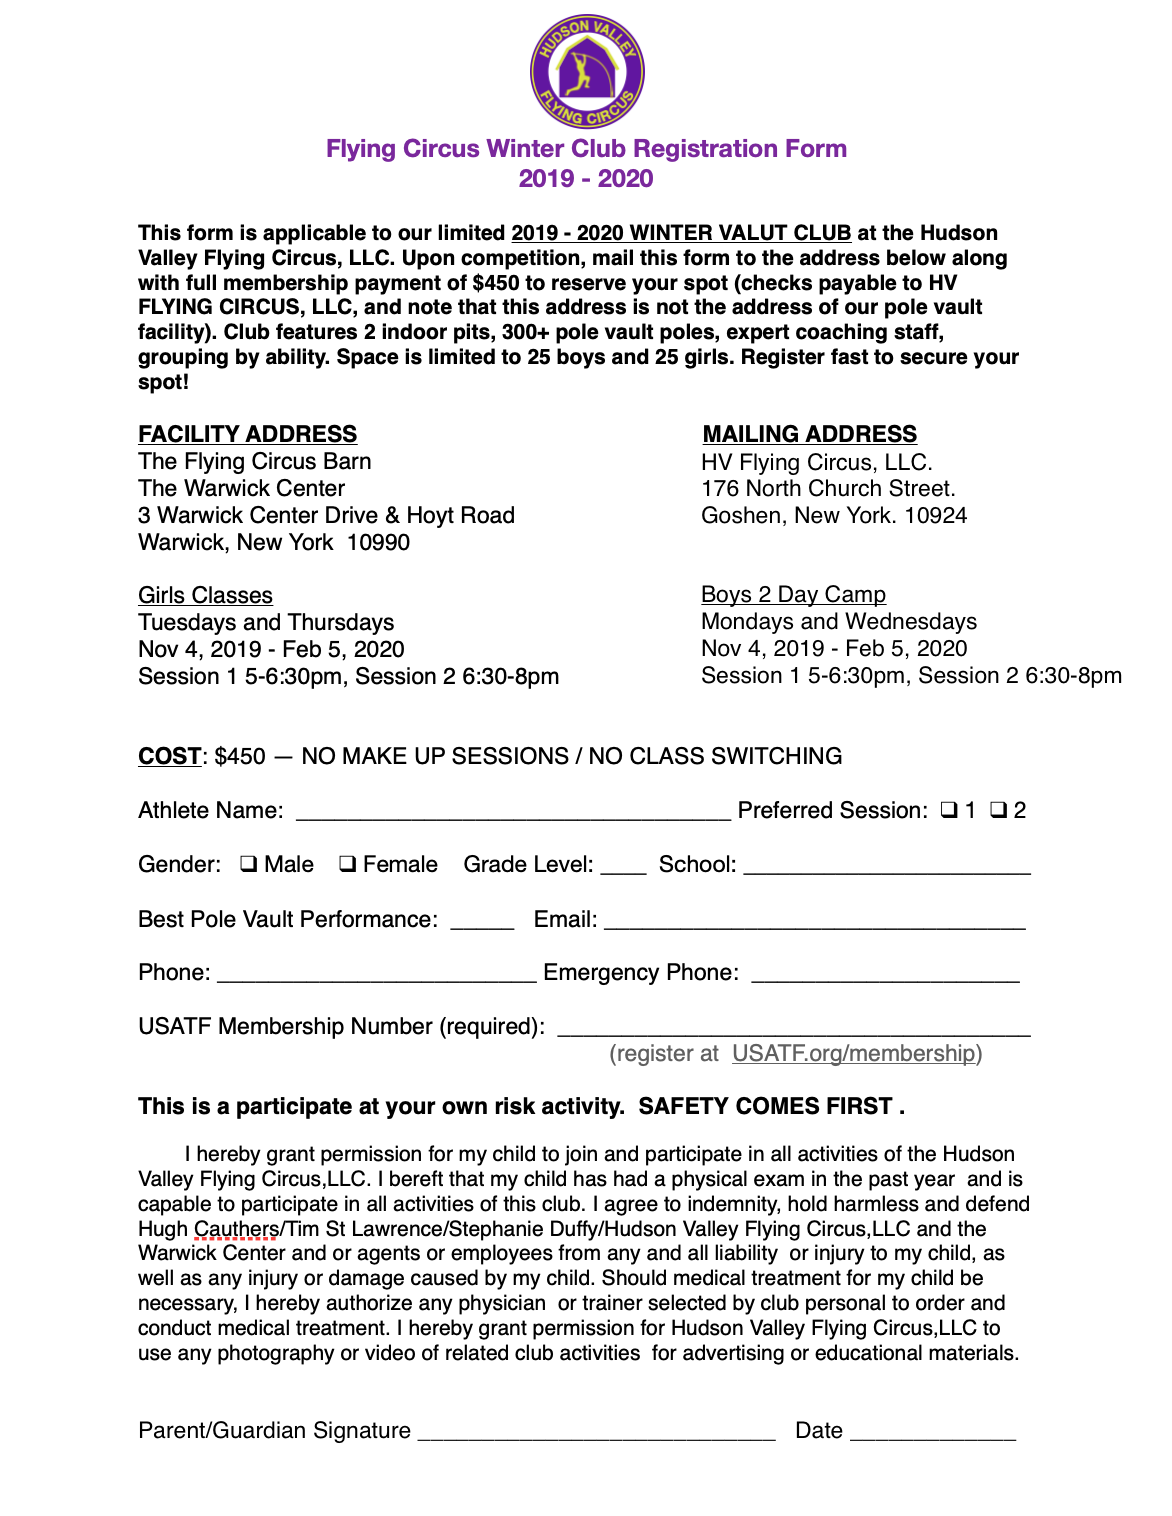 HUDSON VALLEY
FLYING CIRCUS
Flying Circus Winter Club Registration Form
2019 - 2020
This form is applicable to our limited 2019 - 2020 WINTER VALUT CLUB at the Hudson
Valley Flying Circus, LLC. Upon competition, mail this form to the address below along
with full membership payment of $450 to reserve your spot (checks payable to HV
FLYING CIRCUS, LLC, and note that this address is not the address of our pole vault
facility). Club features 2 indoor pits, 300+ pole vault poles, expert coaching staff,
grouping by ability. Space is limited to 25 boys and 25 girls. Register fast to secure your
spot!
FACILITY ADDRESS
The Flying Circus Barn
The Warwick Center
3 Warwick Center Drive & Hoyt Road
Warwick, New York 10990
MAILING ADDRESS
HV Flying Circus, LLC.
176 North Church Street.
Goshen, New York. 10924
Girls Classes
Tuesdays and Thursdays
Nov 4, 2019 - Feb 5, 2020
Session 1 5-6:30pm, Session 2 6:30-8pm
Boys 2 Day Camp
Mondays and Wednesdays
Nov 4, 2019 - Feb 5, 2020
Session 1 5-6:30pm, Session 2 6:30-8pm
COST: $450 — NO MAKE UP SESSIONS / NO CLASS SWITCHING
Athlete Name: __________________________________ Preferred Session: ❑ 1 ❑ 2
Gender: ❑ Male ❑ Female Grade Level: ____ School: ______________________
Best Pole Vault Performance: _____ Email: _________________________________
Phone: _________________________ Emergency Phone: _____________________
USATF Membership Number (required): _____________________________________
(register at USATF.org/membership)
This is a participate at your own risk activity. SAFETY COMES FIRST .
I hereby grant permission for my child to join and participate in all activities of the Hudson
Valley Flying Circus,LLC. I bereft that my child has had a physical exam in the past year and is
capable to participate in all activities of this club. I agree to indemnity, hold harmless and defend
Hugh Cauthers/Tim St Lawrence/Stephanie Duffy/Hudson Valley Flying Circus,LLC and the
Warwick Center and or agents or employees from any and all liability or injury to my child, as
well as any injury or damage caused by my child. Should medical treatment for my child be
necessary, I hereby authorize any physician or trainer selected by club personal to order and
conduct medical treatment. I hereby grant permission for Hudson Valley Flying Circus,LLC to
use any photography or video of related club activities for advertising or educational materials.
Parent/Guardian Signature ____________________________ Date _____________